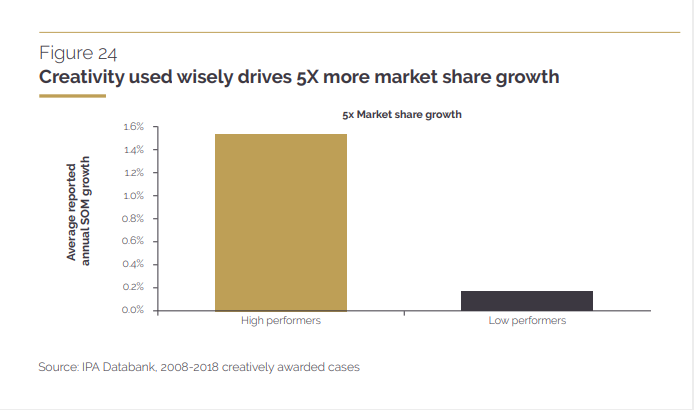 Figure 24
Creativity used wisely drives 5X more market share growth
5x Market share growth
Average reported
annual SOM growth
1.6%
1.4%
1.2%
1.0%
0.8%
0.6%
0.4%
0.2%
0.0%
High performers
Low performers
Source: IPA Databank, 2008-2018 creatively awarded cases